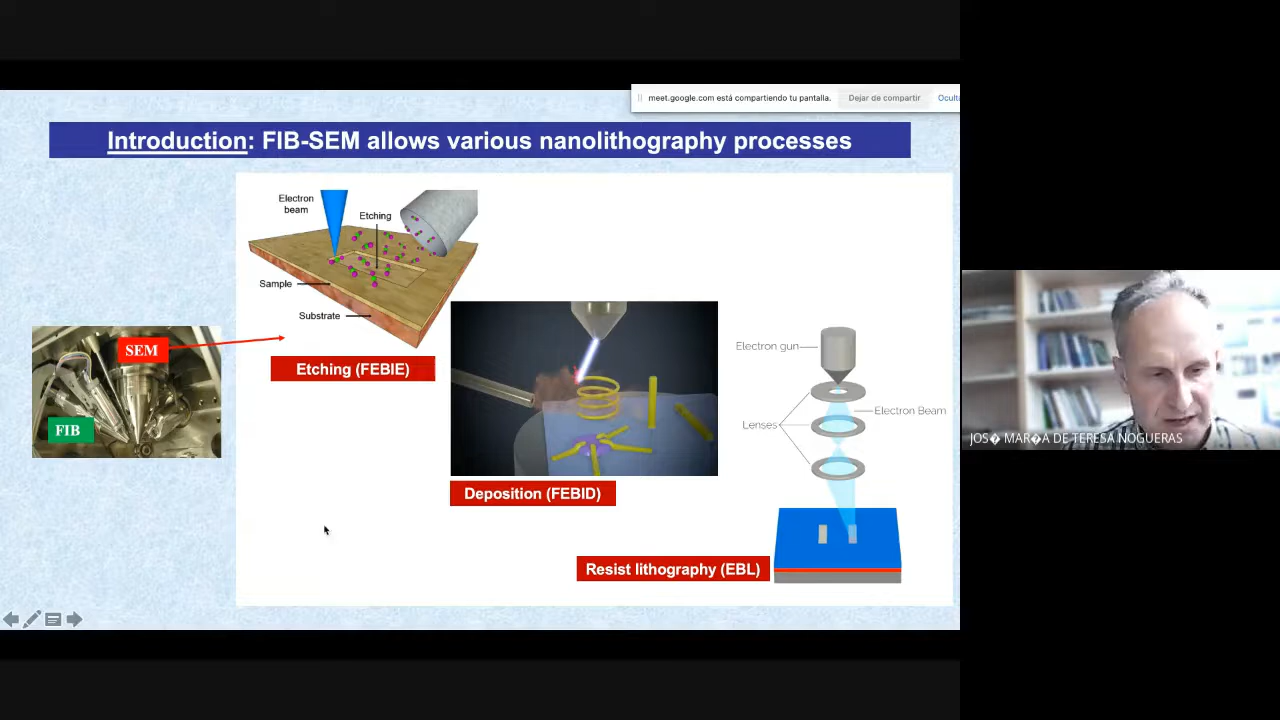 meet.google.com está compartiendo tu pantalla.
Dejar de compartir
Ocult
Introduction: FIB-SEM allows various nanolithography processes
Electron
beam
Etching
Sample
Substrate
SEM
FIB
Etching (FEBIE)
Deposition (FEBID)
Electron gun
Electron Beam
Lenses
Resist lithography (EBL)
JOS� MAR�A DE TERESA NOGUERAS